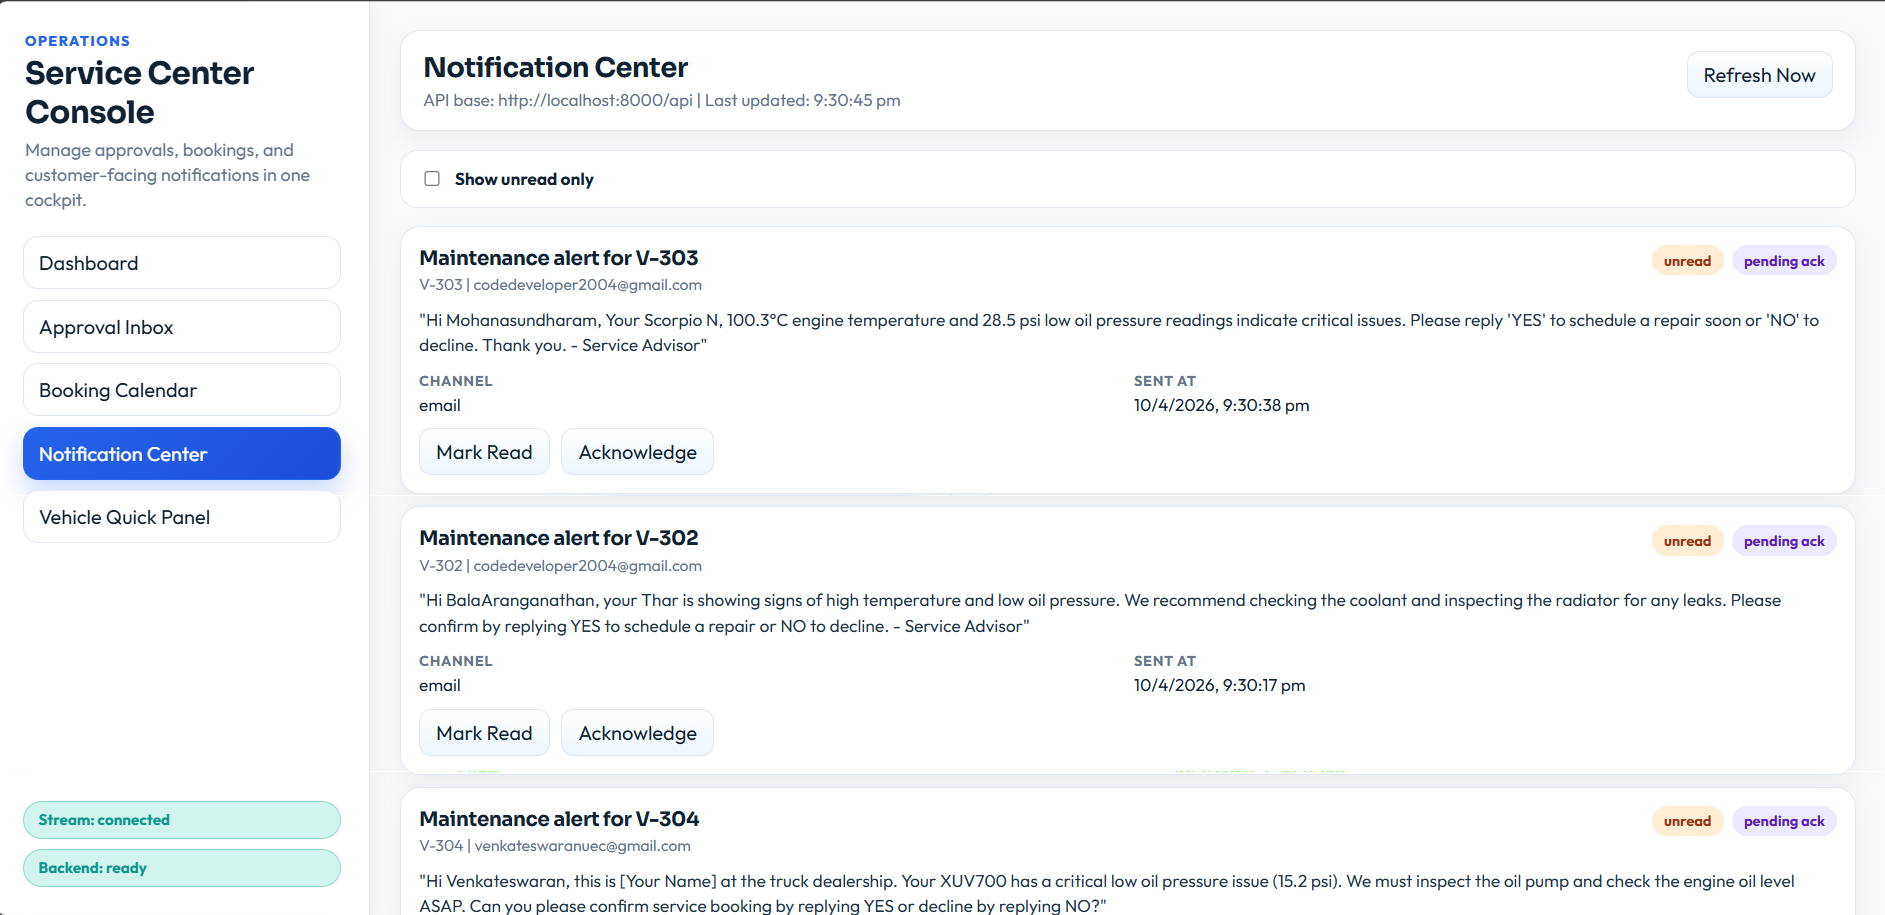 OPERATIONS
Service Center
Console
Manage approvals, bookings, and
customer-facing notifications in one
cockpit.
Dashboard
Approval Inbox
Booking Calendar
Notification Center
Vehicle Quick Panel
Stream: connected
Backend: ready
Notification Center
API base: http://localhost:8000/api | Last updated: 9:30:45 pm
Refresh Now
Show unread only
Maintenance alert for V-303
unread
pending ack
V-303 | codedeveloper2004@gmail.com
"Hi Mohanasundharam, Your Scorpio N, 100.3°C engine temperature and 28.5 psi low oil pressure readings indicate critical issues. Please reply 'YES' to schedule a repair soon or 'NO' to
decline. Thank you. - Service Advisor"
CHANNEL
SENT AT
email
10/4/2026, 9:30:38 pm
Mark Read
Acknowledge
Maintenance alert for V-302
unread
pending ack
V-302 | codedeveloper2004@gmail.com
"Hi BalaAranganathan, your Thar is showing signs of high temperature and low oil pressure. We recommend checking the coolant and inspecting the radiator for any leaks. Please
confirm by replying YES to schedule a repair or NO to decline. - Service Advisor"
CHANNEL
SENT AT
email
10/4/2026, 9:30:17 pm
Mark Read
Acknowledge
Maintenance alert for V-304
unread
pending ack
V-304 | venkateswaranuec@gmail.com
"Hi Venkateswaran, this is [Your Name] at the truck dealership. Your XUV700 has a critical low oil pressure issue (15.2 psi). We must inspect the oil pump and check the engine oil level
ASAP. Can you please confirm service booking by replying YES or decline by replying NO?"